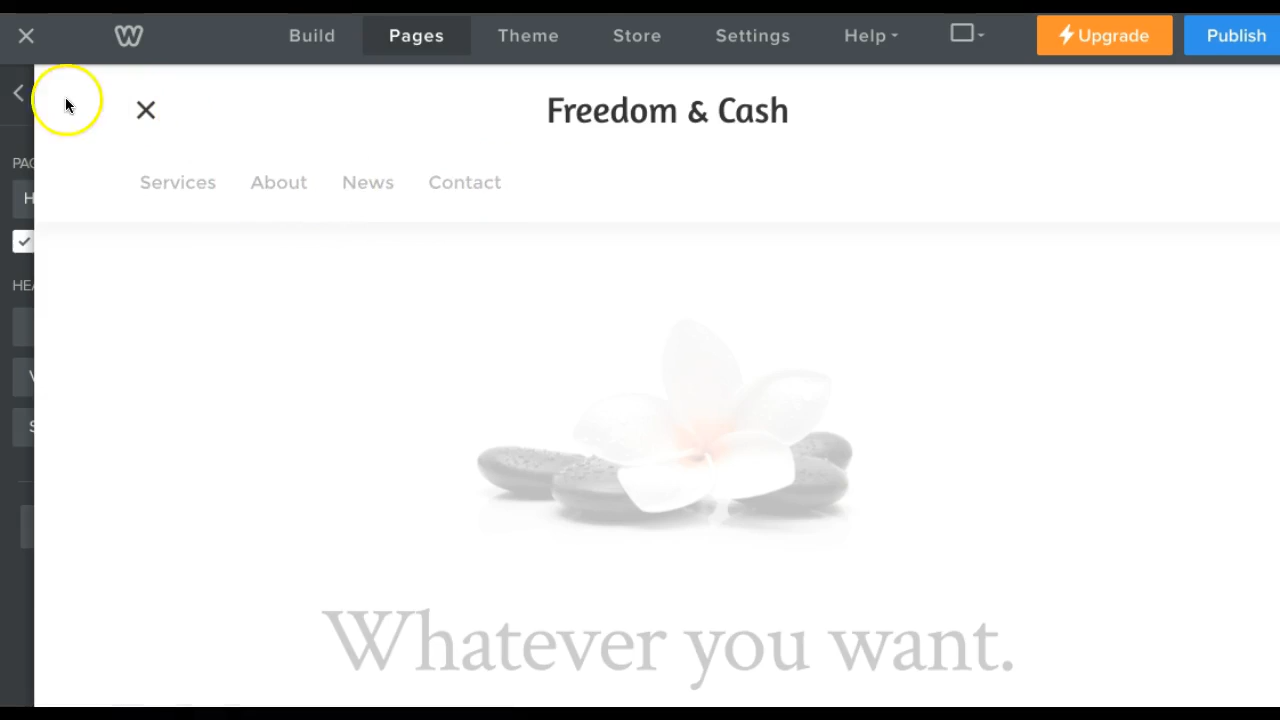 Build Pages Theme Store Settings Help Upgrade Publish
Freedom & Cash
Services About News Contact
Whatever you want.